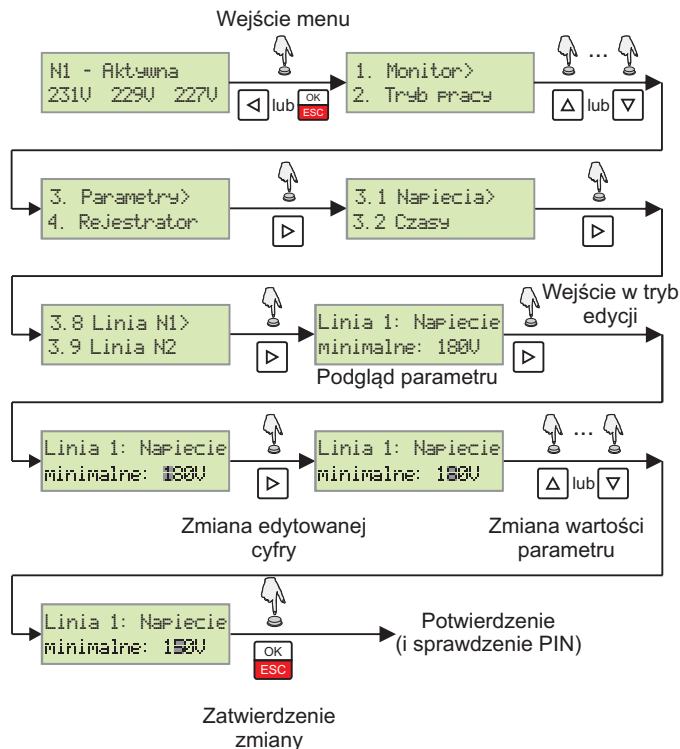 Wejście menu
N1 - Aktywna
231V 229V 227V
lub
OK
ESC
1. Monitor>
2. Tryb pracy
...
lub
3. Parametry>
4. Rejestrator
3.1 Napiecia>
3.2 Czasy
3.8 Linia N1>
3.9 Linia N2
Linia 1: Napiecie
minimalne: 180V
Podgląd parametru
Wejście w tryb
edycji
Linia 1: Napiecie
minimalne: 180V
Zmiana edytowanej
cyfry
Linia 1: Napiecie
minimalne: 180V
...
lub
Zmiana wartości
parametru
Linia 1: Napiecie
minimalne: 150V
OK
ESC
Zatwierdzenie
zmiany
Potwierdzenie
(i sprawdzenie PIN)